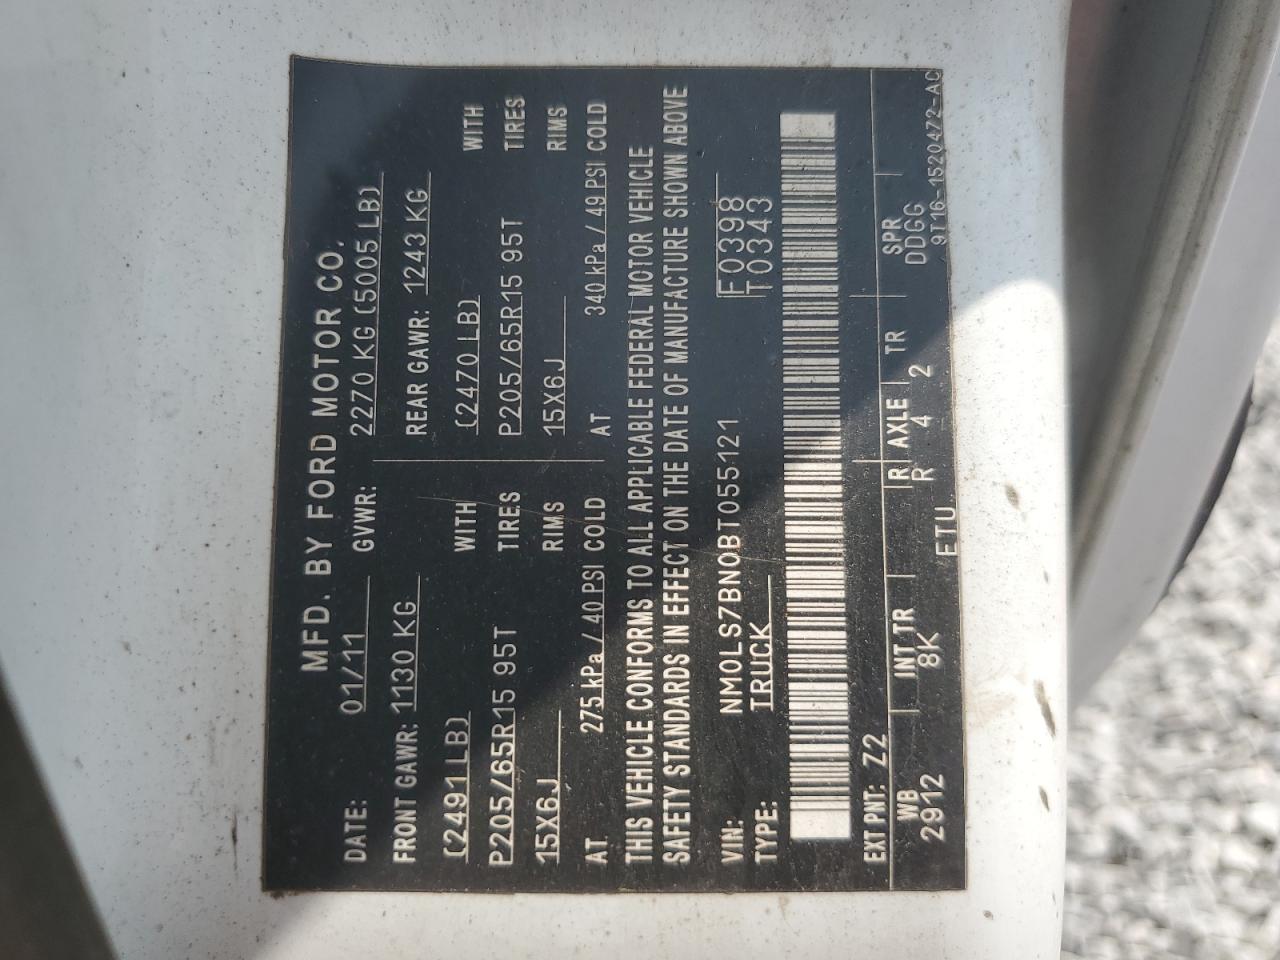 MFD. BY FORD MOTOR CO.
DATE: 01/11 GVWR: 2270 KG (5005 LB)
FRONT GAWR: 1130 KG REAR GAWR: 1243 KG
(2491 LB) WITH (2470 LB) WITH
P205/65R15 95T TIRES P205/65R15 95T TIRES
15X6J RIMS 15X6J RIMS
AT 275 kPa / 40 PSI COLD AT 340 kPa / 49 PSI COLD
THIS VEHICLE CONFORMS TO ALL APPLICABLE FEDERAL MOTOR VEHICLE
SAFETY STANDARDS IN EFFECT ON THE DATE OF MANUFACTURE SHOWN ABOVE
VIN: NM0LS7BN0BT055121 F0398
TYPE: TRUCK T0343
EXT PNT: Z2
WB INT TR R AXLE TR SPR
2912 8K R 4 2 DDGG
ETU 9T16-1520472-AC